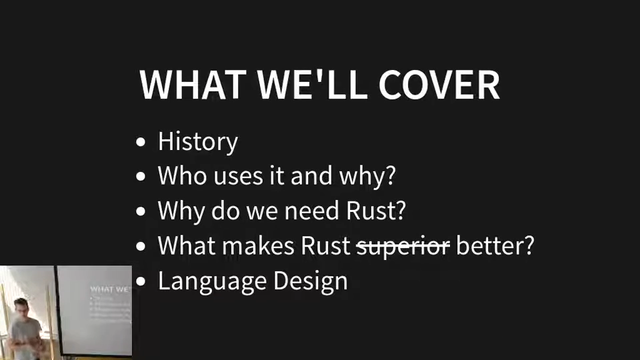 WHAT WE'LL COVER
History
Who uses it and why?
Why do we need Rust?
What makes Rust superior better?
Language Design
WHAT WE'